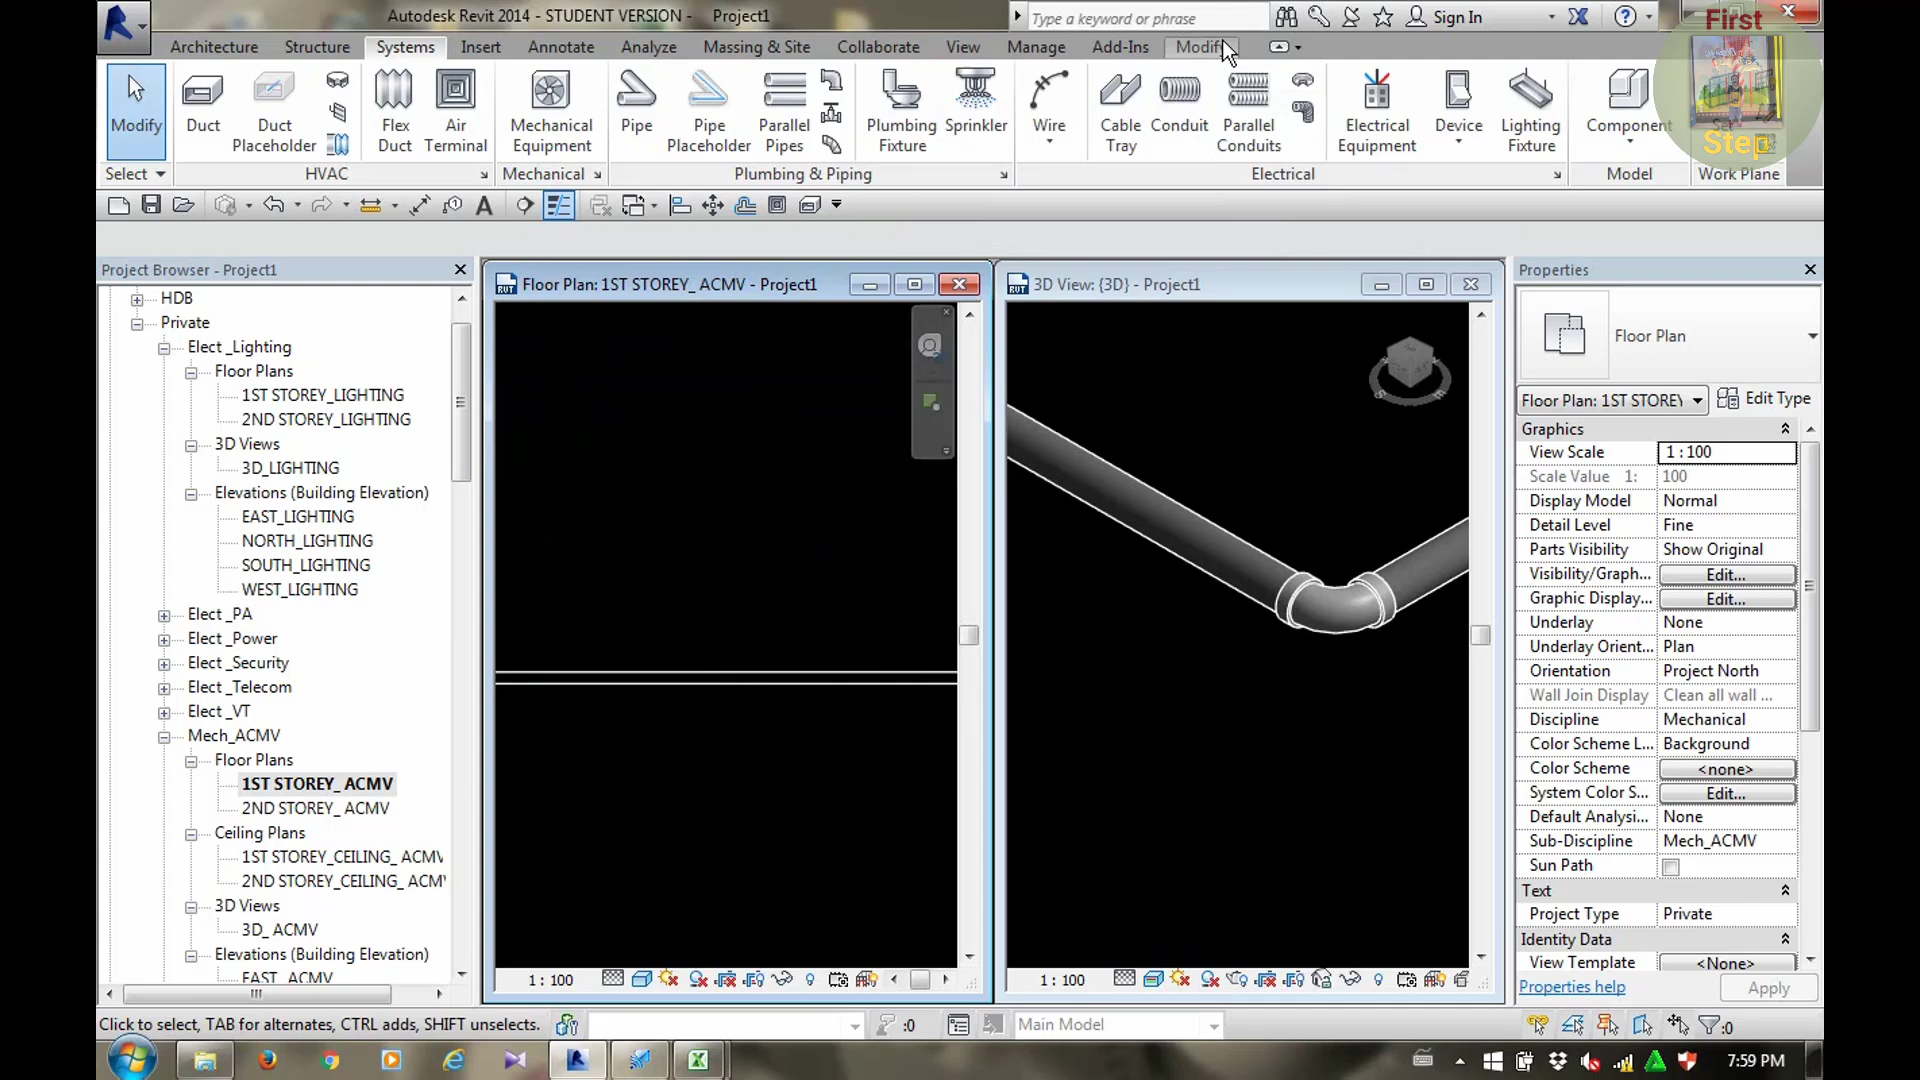 Autodesk Revit 2014 - STUDENT VERSION - Project1
Type a keyword or phrase
Sign In
First
Step
Architecture Structure Systems Insert Annotate Analyze Massing & Site Collaborate View Manage Add-Ins Modify
Modify
Duct
Duct Placeholder
Flex Duct
Air Terminal
Mechanical Equipment
Pipe
Pipe Placeholder
Parallel Pipes
Plumbing Fixture
Sprinkler
Wire
Cable Tray
Conduit
Parallel Conduits
Electrical Equipment
Device
Lighting Fixture
Component
Set
Select HVAC Mechanical Plumbing & Piping Electrical Model Work Plane
Project Browser - Project1
HDB
Private
Elect _Lighting
Floor Plans
1ST STOREY_LIGHTING
2ND STOREY_LIGHTING
3D Views
3D_LIGHTING
Elevations (Building Elevation)
EAST_LIGHTING
NORTH_LIGHTING
SOUTH_LIGHTING
WEST_LIGHTING
Elect _PA
Elect _Power
Elect _Security
Elect _Telecom
Elect _VT
Mech_ACMV
Floor Plans
1ST STOREY_ ACMV
2ND STOREY_ ACMV
Ceiling Plans
1ST STOREY_CEILING_ ACMV
2ND STOREY_CEILING_ ACMV
3D Views
3D_ ACMV
Elevations (Building Elevation)
EAST_ ACMV
Floor Plan: 1ST STOREY_ ACMV - Project1
1 : 100
3D View: {3D} - Project1
1 : 100
Properties
Floor Plan
Floor Plan: 1ST STOREY
Edit Type
Graphics
View Scale 1 : 100
Scale Value 1: 100
Display Model Normal
Detail Level Fine
Parts Visibility Show Original
Visibility/Graph... Edit...
Graphic Display... Edit...
Underlay None
Underlay Orient... Plan
Orientation Project North
Wall Join Display Clean all wall ...
Discipline Mechanical
Color Scheme L... Background
Color Scheme <none>
System Color S... Edit...
Default Analysi... None
Sub-Discipline Mech_ACMV
Sun Path
Text
Project Type Private
Identity Data
View Template <None>
Properties help
Apply
Click to select, TAB for alternates, CTRL adds, SHIFT unselects.
:0
Main Model
:0
7:59 PM